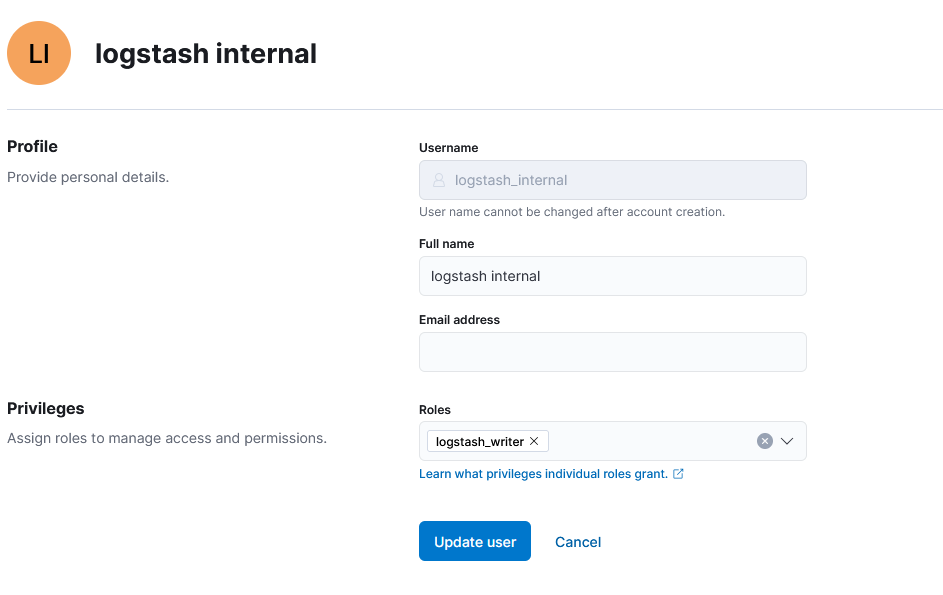 LI
logstash internal
Profile
Provide personal details.
Username
logstash_internal
User name cannot be changed after account creation.
Full name
logstash internal
Email address
Privileges
Assign roles to manage access and permissions.
Roles
logstash_writer
Learn what privileges individual roles grant.
Update user
Cancel